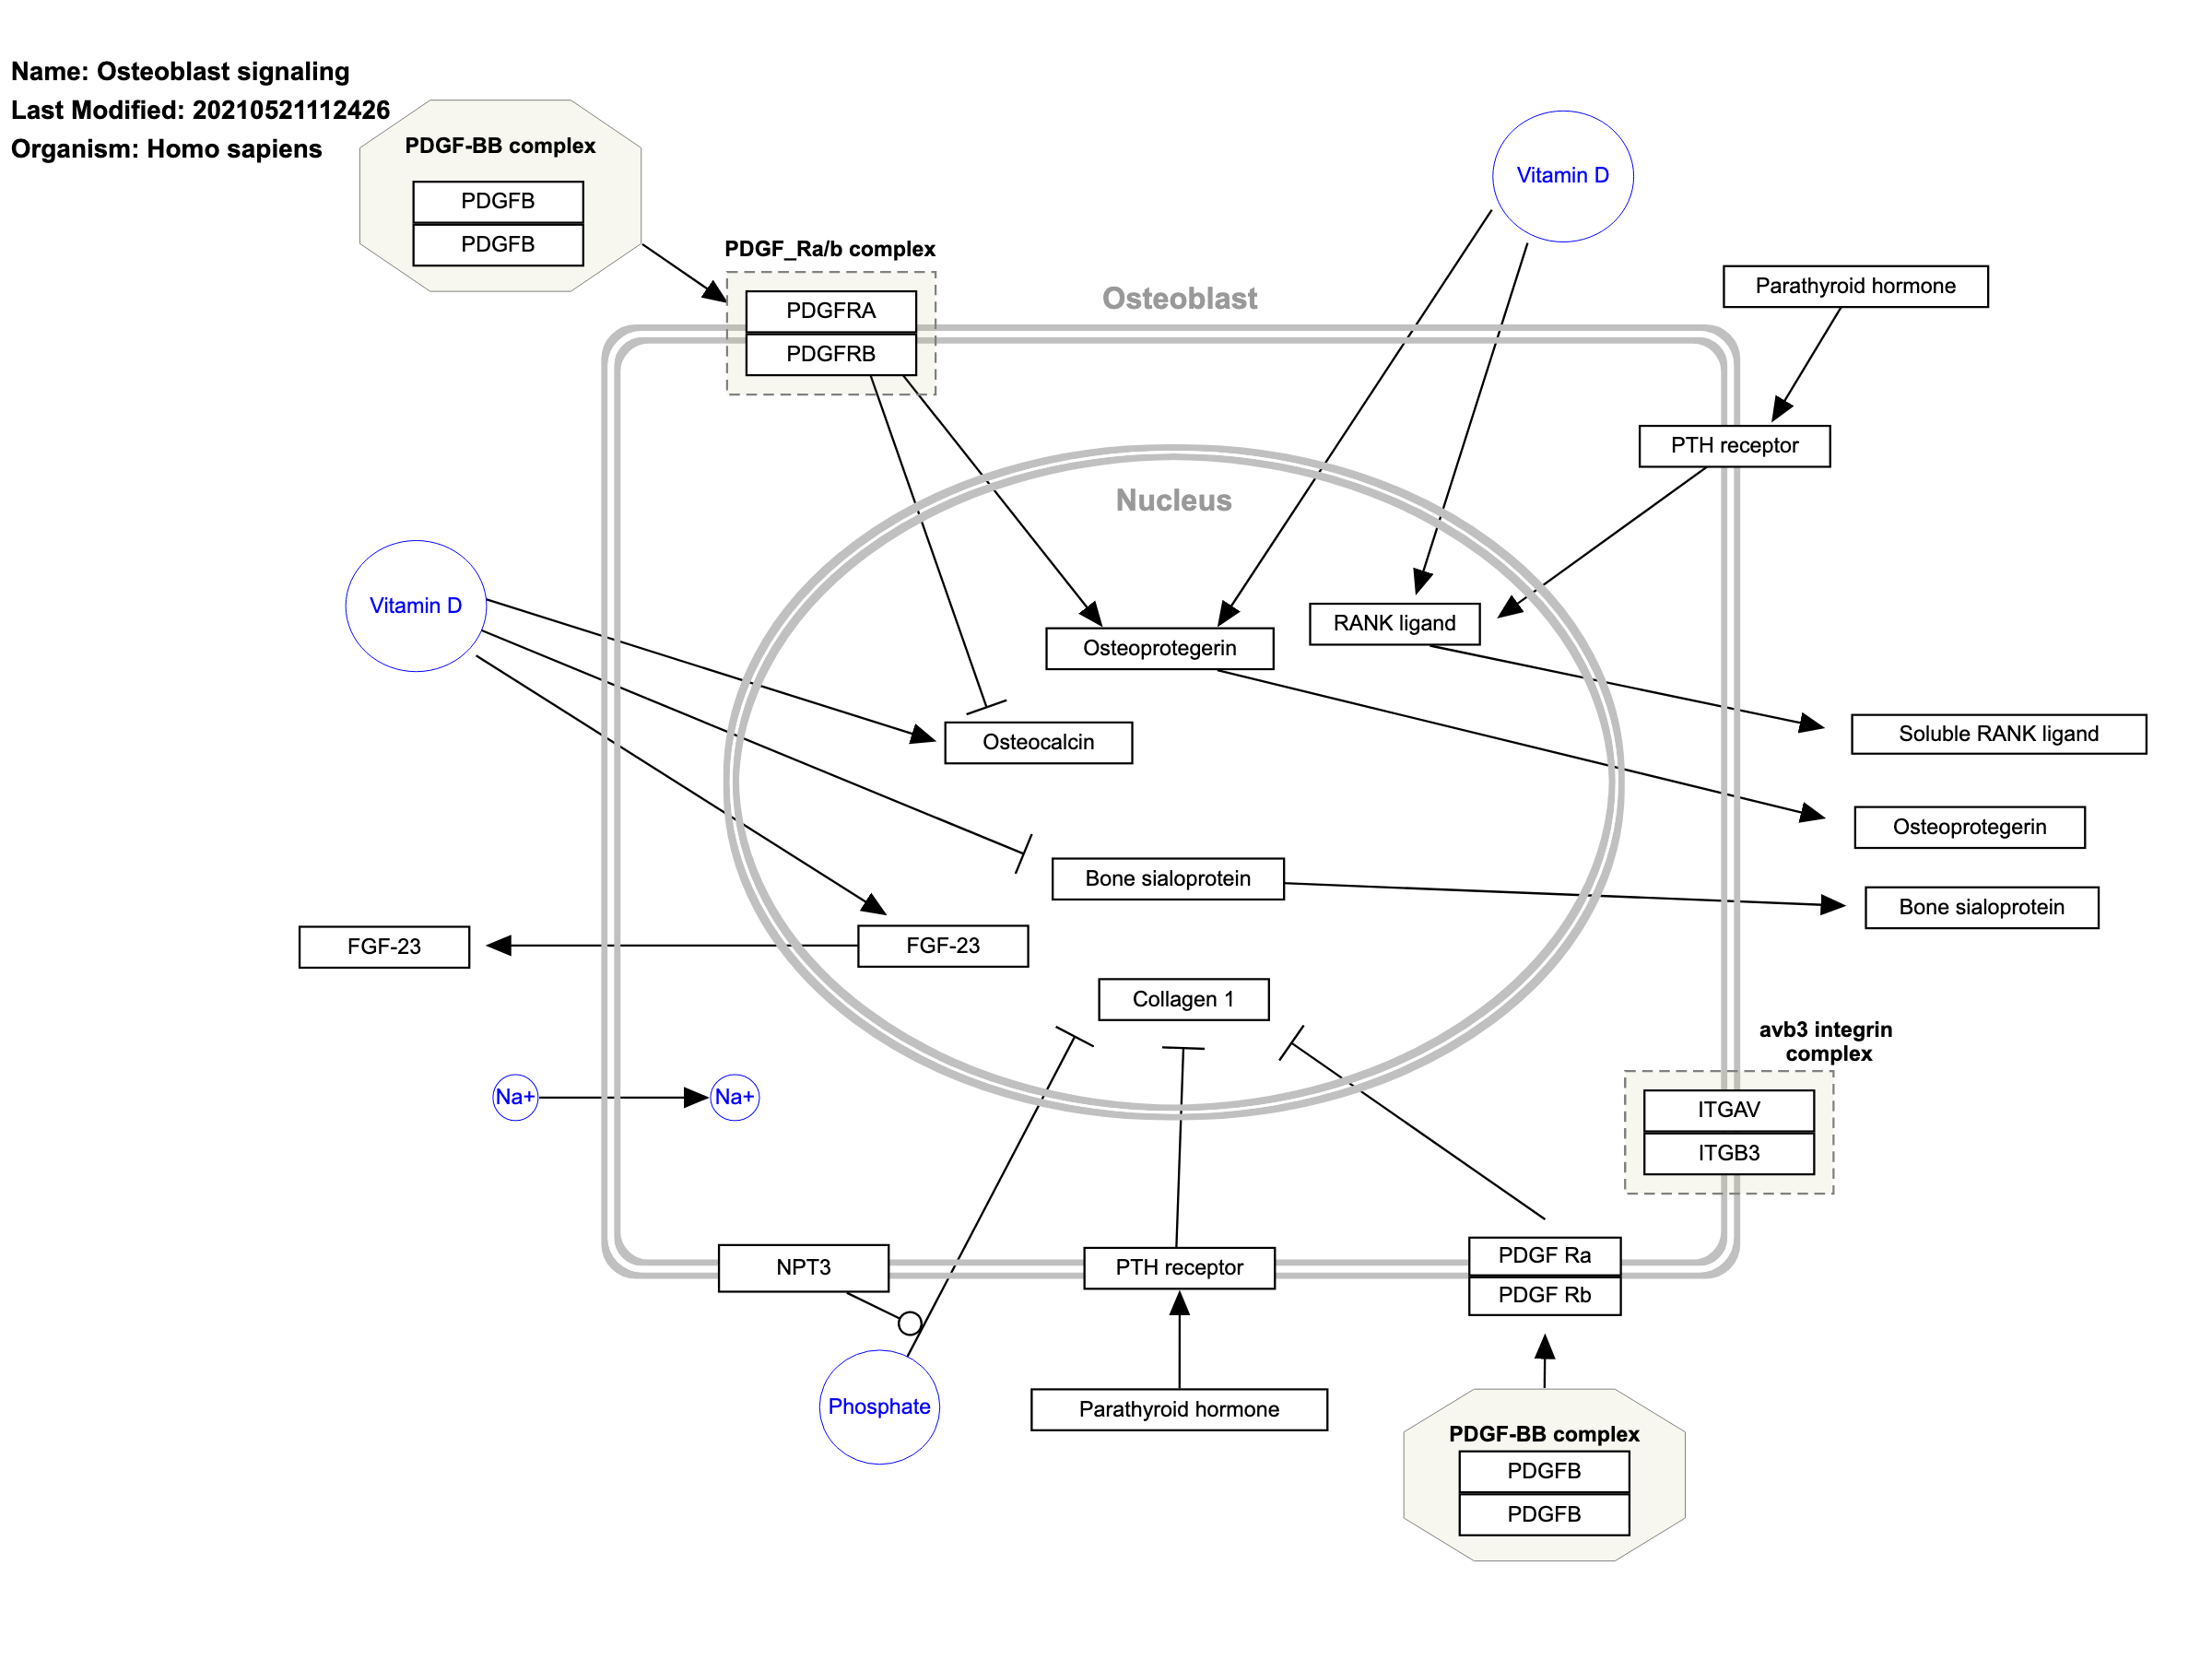 Name: Osteoblast signaling
Last Modified: 20210521112426
Organism: Homo sapiens
PDGF-BB complex
PDGFB
PDGFB
Vitamin D
PDGF_Ra/b complex
PDGFRA
PDGFRB
Osteoblast
Parathyroid hormone
PTH receptor
Nucleus
Vitamin D
RANK ligand
Osteoprotegerin
Osteocalcin
Soluble RANK ligand
Osteoprotegerin
Bone sialoprotein
Bone sialoprotein
FGF-23
FGF-23
Collagen 1
avb3 integrin
complex
ITGAV
ITGB3
Na+
Na+
NPT3
PTH receptor
PDGF Ra
PDGF Rb
Phosphate
Parathyroid hormone
PDGF-BB complex
PDGFB
PDGFB